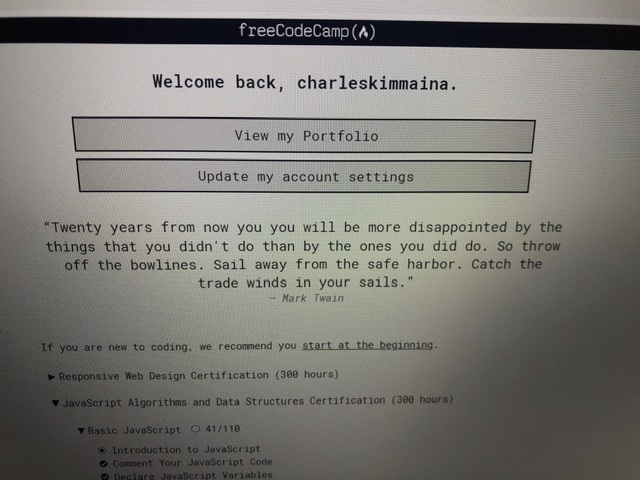 freeCodeCamp(🔥)
Welcome back, charleskimmaina.
View my Portfolio
Update my account settings
“Twenty years from now you you will be more disappointed by the
things that you didn't do than by the ones you did do. So throw
off the bowlines. Sail away from the safe harbor. Catch the
trade winds in your sails.”
— Mark Twain
If you are new to coding, we recommend you start at the beginning.
▶ Responsive Web Design Certification (300 hours)
▼ JavaScript Algorithms and Data Structures Certification (300 hours)
▼ Basic JavaScript 41/110
Introduction to JavaScript
Comment Your JavaScript Code
Declare JavaScript Variables